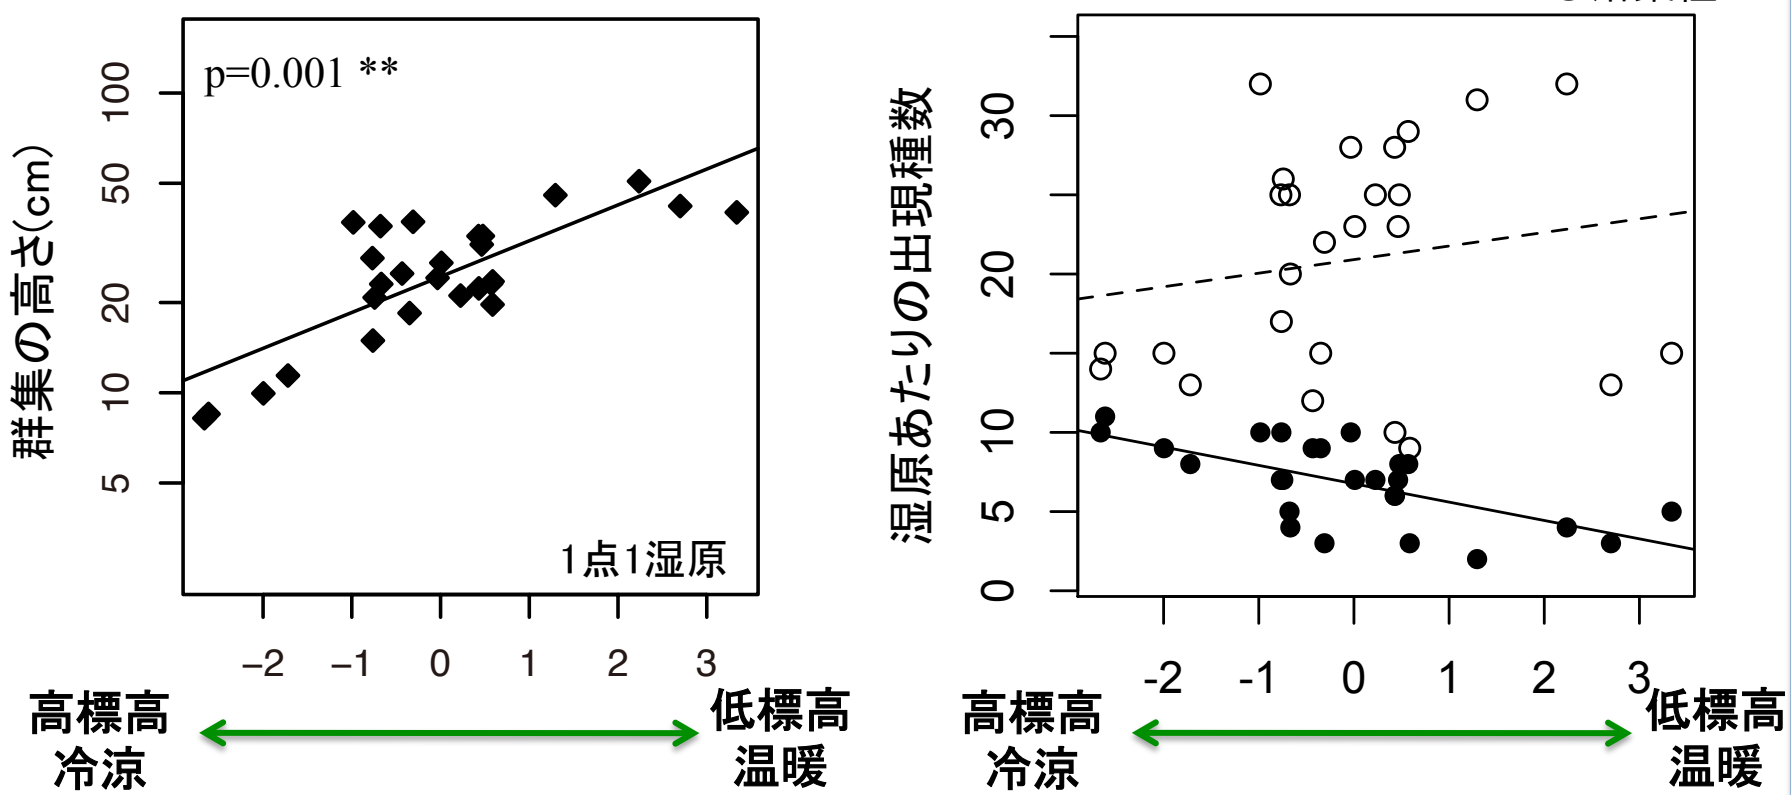 p=0.001 **
群集の高さ(cm)
100
50
20
10
5
1点1湿原
−2 −1 0 1 2 3
高標高
冷涼
低標高
温暖
湿原あたりの出現種数
30
20
10
5
0
-2 -1 0 1 2 3
高標高
冷涼
低標高
温暖